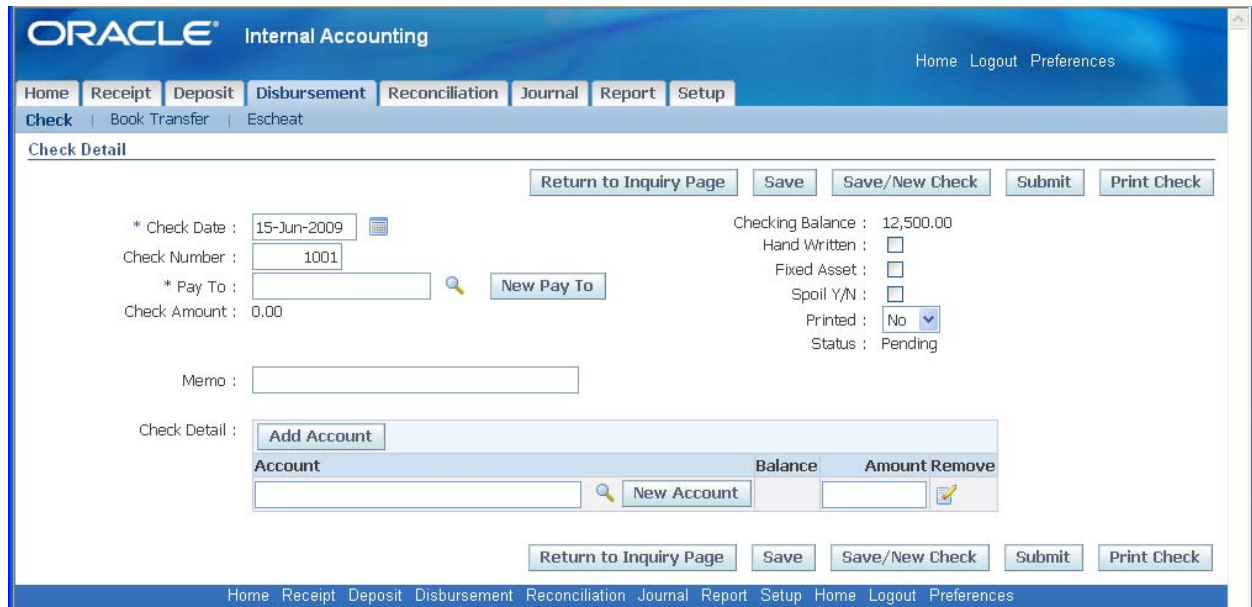 ORACLE Internal Accounting
Home Logout Preferences
Home Receipt Deposit Disbursement Reconciliation Journal Report Setup
Check | Book Transfer | Escheat
Check Detail
Return to Inquiry Page Save Save/New Check Submit Print Check
* Check Date : 15-Jun-2009 Checking Balance : 12,500.00
Hand Written :
Check Number : 1001
Fixed Asset :
* Pay To : New Pay To
Spoil Y/N :
Check Amount : 0.00
Printed : No
Status : Pending
Memo :
Check Detail : Add Account
Account Balance Amount Remove
New Account
Return to Inquiry Page Save Save/New Check Submit Print Check
Home Receipt Deposit Disbursement Reconciliation Journal Report Setup Home Logout Preferences